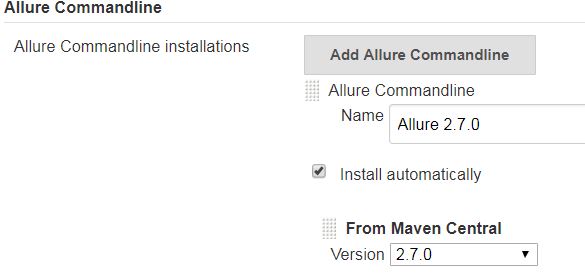 Allure Commandline
Allure Commandline installations
Add Allure Commandline
Allure Commandline
Name Allure 2.7.0
Install automatically
From Maven Central
Version 2.7.0